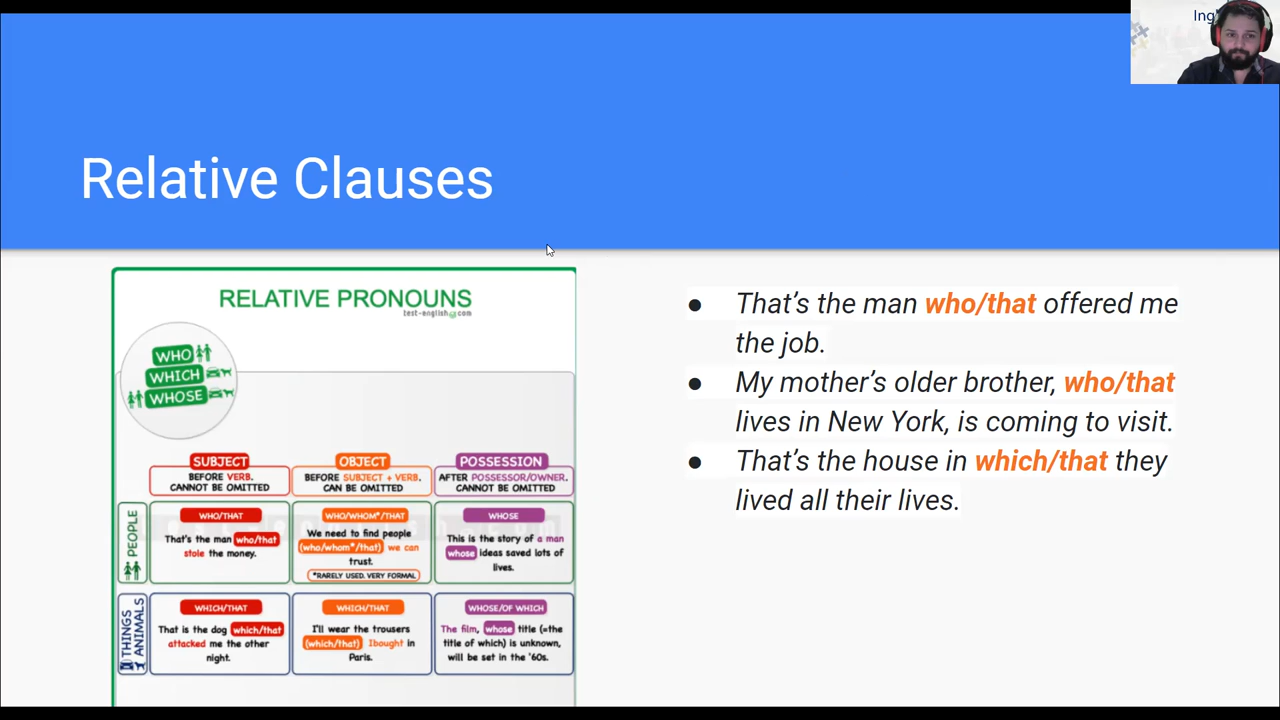 Relative Clauses
RELATIVE PRONOUNS
test-english.com
WHO
WHICH
WHOSE
SUBJECT
BEFORE VERB.
CANNOT BE OMITTED
OBJECT
BEFORE SUBJECT + VERB.
CAN BE OMITTED
POSSESSION
AFTER POSSESSOR/OWNER.
CANNOT BE OMITTED
PEOPLE
WHO/THAT
That's the man who/that
stole the money.
WHO/WHOM*/THAT
We need to find people
(who/whom*/that) we can
trust.
*RARELY USED. VERY FORMAL.
WHOSE
This is the story of a man
whose ideas saved lots of
lives.
THINGS
ANIMALS
WHICH/THAT
That is the dog which/that
attacked me the other
night.
WHICH/THAT
I'll wear the trousers
(which/that) I bought in
Paris.
WHOSE/OF WHICH
The film, whose title (=the
title of which) is unknown,
will be set in the '60s.
● That's the man who/that offered me
the job.
● My mother's older brother, who/that
lives in New York, is coming to visit.
● That's the house in which/that they
lived all their lives.